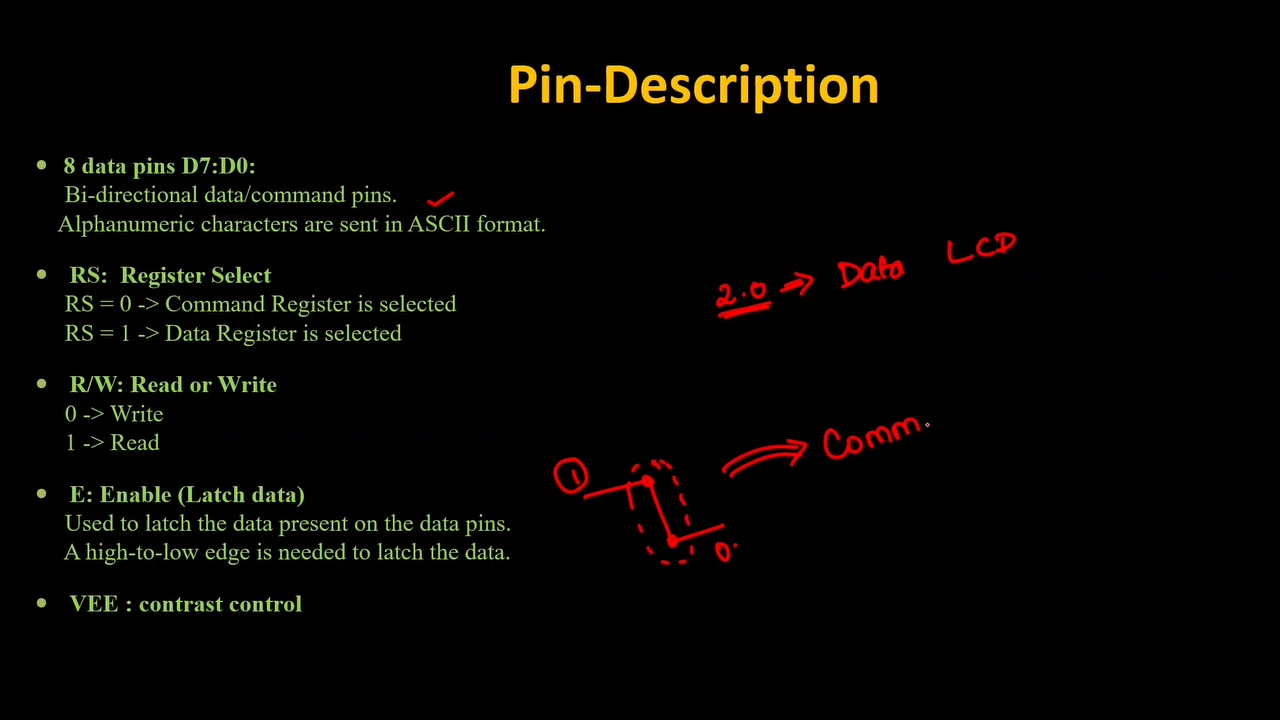 Pin-Description
8 data pins D7:D0:
Bi-directional data/command pins.
Alphanumeric characters are sent in ASCII format.
RS: Register Select
RS = 0 -> Command Register is selected
RS = 1 -> Data Register is selected
R/W: Read or Write
0 -> Write
1 -> Read
E: Enable (Latch data)
Used to latch the data present on the data pins.
A high-to-low edge is needed to latch the data.
VEE : contrast control
2.0 → Data LCD
1
0
⇒ Comm